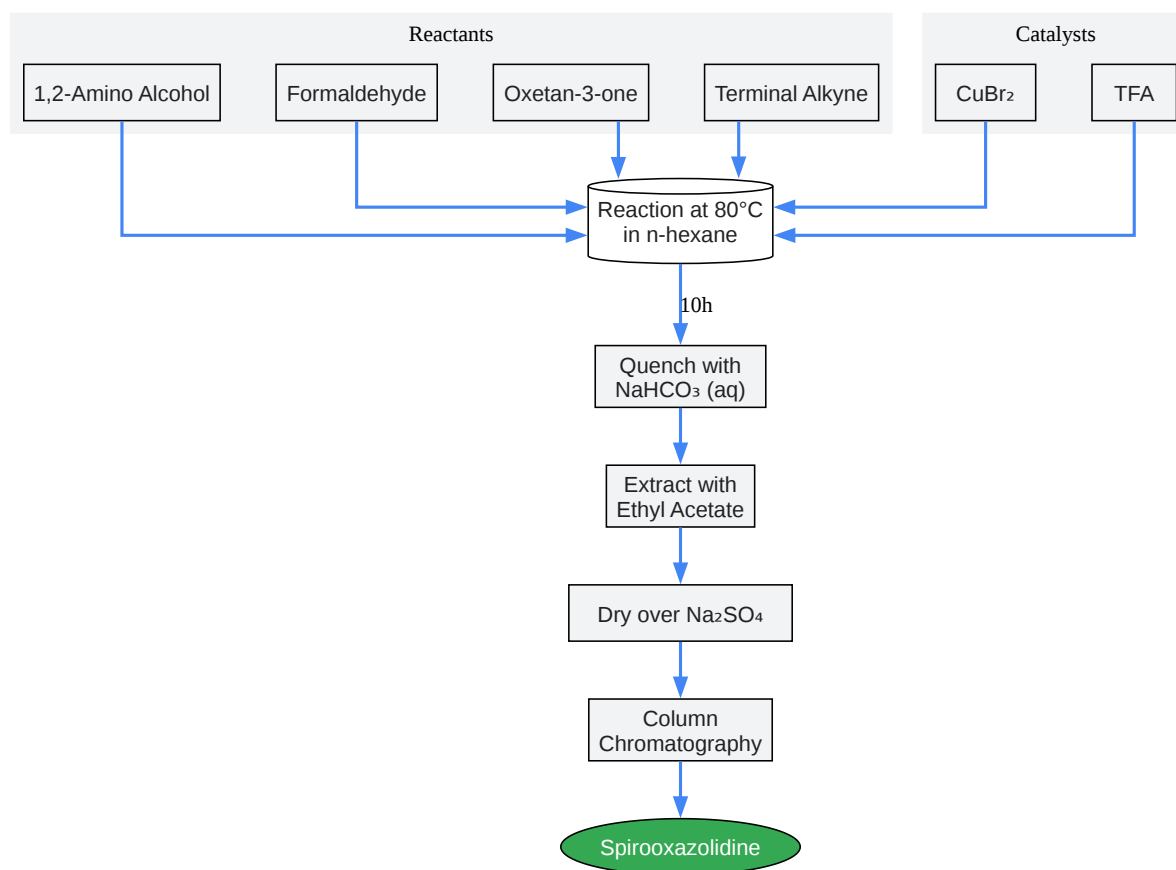 Reactants
Catalysts
1,2-Amino Alcohol
Formaldehyde
Oxetan-3-one
Terminal Alkyne
CuBr₂
TFA
Reaction at 80°C
in n-hexane
10h
Quench with
NaHCO₃ (aq)
Extract with
Ethyl Acetate
Dry over Na₂SO₄
Column
Chromatography
Spirooxazolidine